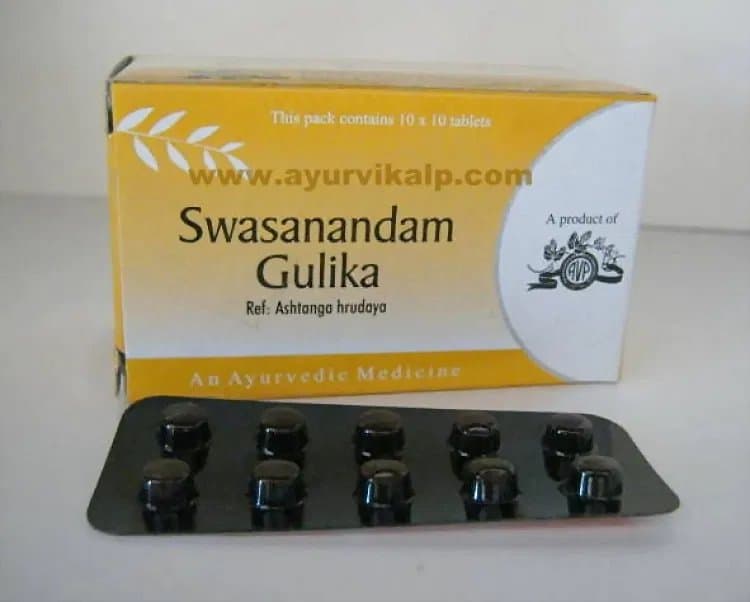 This pack contains 10 x 10 tablets
www.ayurvikalp.com
Swasanandam
Gulika
Ref: Ashtanga hrudaya
A product of
AVP
An Ayurvedic Medicine